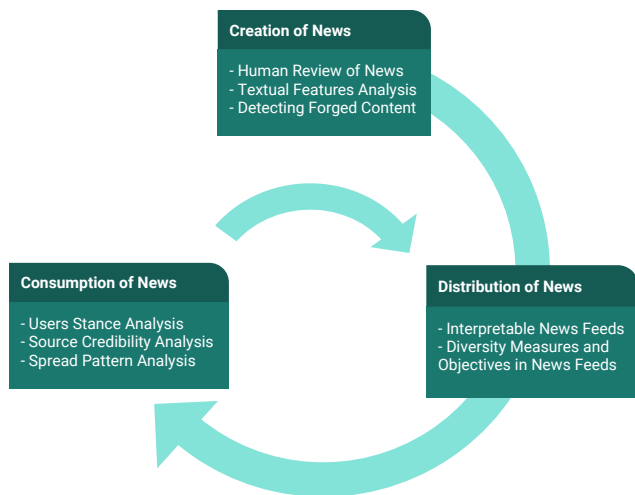 Creation of News
- Human Review of News
- Textual Features Analysis
- Detecting Forged Content
Consumption of News
- Users Stance Analysis
- Source Credibility Analysis
- Spread Pattern Analysis
Distribution of News
- Interpretable News Feeds
- Diversity Measures and
Objectives in News Feeds